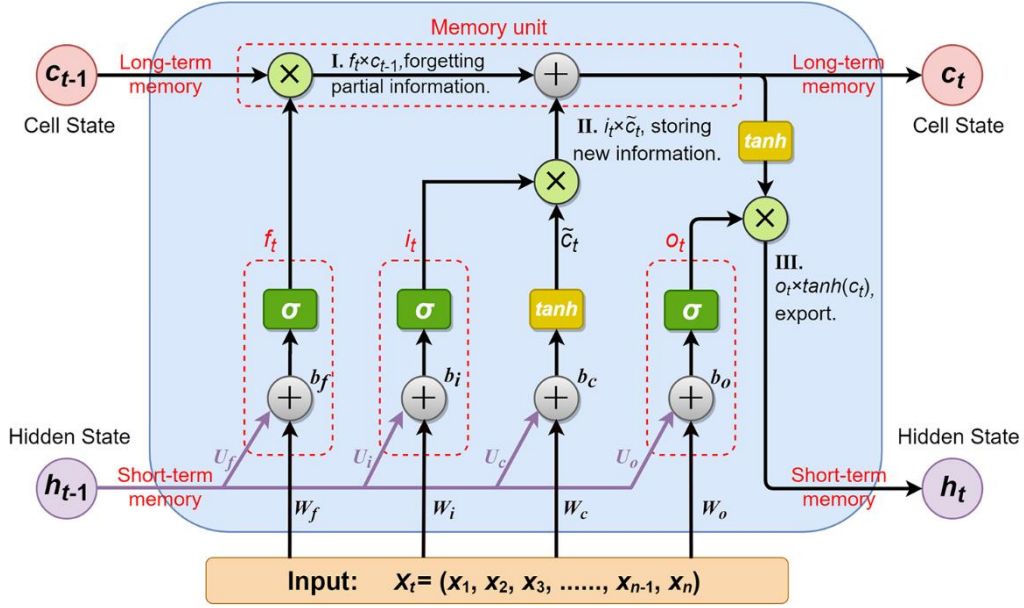 Memory unit
c_{t-1}
Long-term
memory
×
I. f_t×c_{t-1},forgetting
partial information.
+
Long-term
memory
c_t
Cell State
Cell State
II. i_t×c̃_t, storing
new information.
tanh
×
×
f_t
i_t
c̃_t
o_t
III.
o_t×tanh(c_t),
export.
σ
σ
tanh
σ
b_f
b_i
b_c
b_o
+
+
+
+
Hidden State
Hidden State
U_f
U_i
U_c
U_o
h_{t-1}
Short-term
memory
Short-term
memory
h_t
W_f
W_i
W_c
W_o
Input: X_t= (x_1, x_2, x_3, ......, x_{n-1}, x_n)